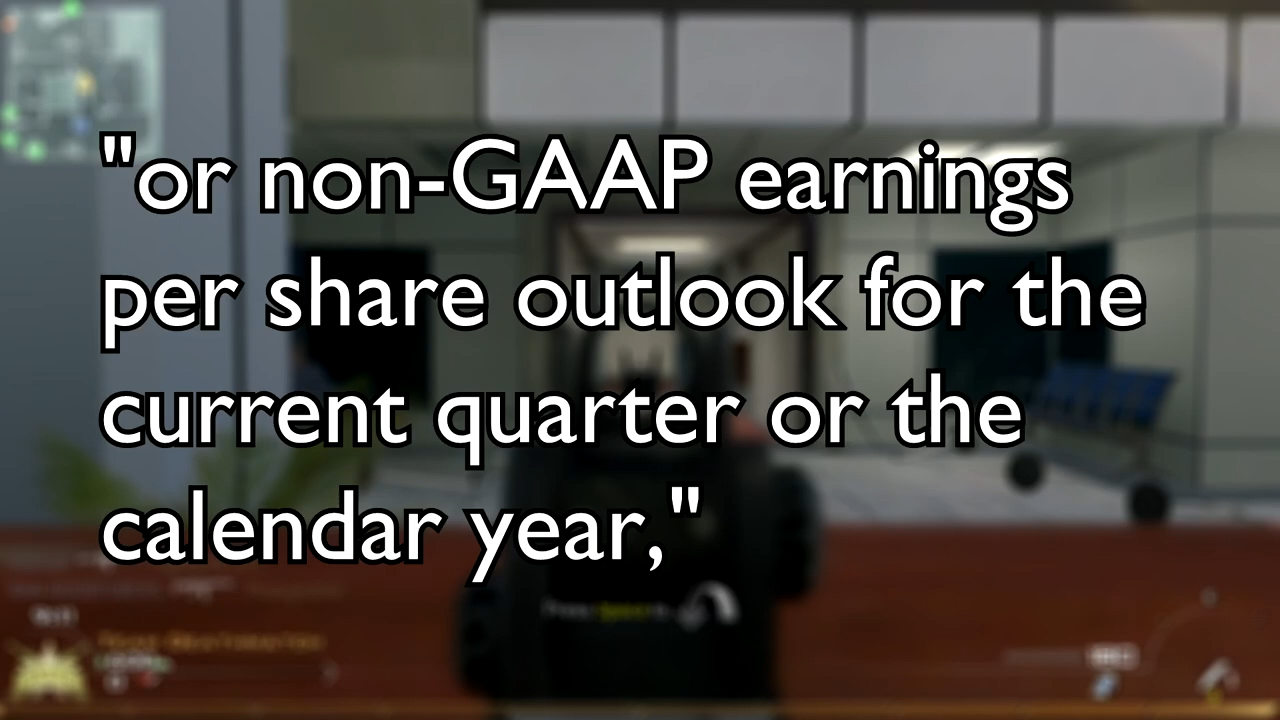 "or non-GAAP earnings
per share outlook for the
current quarter or the
calendar year,"